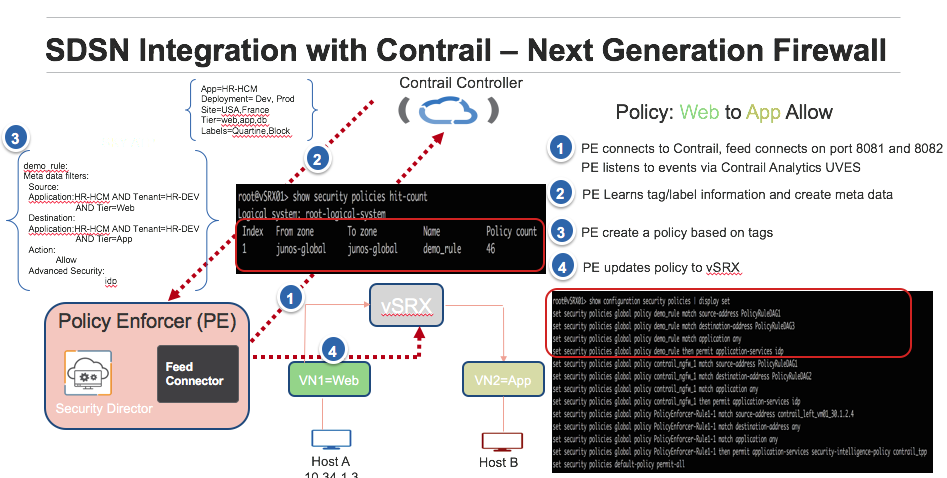 SDSN Integration with Contrail – Next Generation Firewall
App=HR-HCM
Deployment= Dev, Prod
Site=USA,France
Tier=web,app,db
Labels=Quartine,Block
Contrail Controller
Policy: Web to App Allow
3
demo_rule:
Meta data filters:
Source:
Application:HR-HCM AND Tenant=HR-DEV
AND Tier=Web
Destination:
Application:HR-HCM AND Tenant=HR-DEV
AND Tier=App
Action:
Allow
Advanced Security:
idp
2
root@vSRX01> show security policies hit-count
Logical system: root-logical-system
Index From zone To zone Name Policy count
1 junos-global junos-global demo_rule 46
1 PE connects to Contrail, feed connects on port 8081 and 8082
PE listens to events via Contrail Analytics UVES
2 PE Learns tag/label information and create meta data
3 PE create a policy based on tags
4 PE updates policy to vSRX
Policy Enforcer (PE)
Security Director
Feed
Connector
1
4
vSRX
VN1=Web
VN2=App
Host A
10.34.1.3
Host B
root@vSRX01> show configuration security policies | display set
set security policies global policy demo_rule match source-address PolicyRuleDAG1
set security policies global policy demo_rule match destination-address PolicyRuleDAG3
set security policies global policy demo_rule match application any
set security policies global policy demo_rule then permit application-services idp
set security policies global policy contrail_ngfw_1 match source-address PolicyRuleDAG1
set security policies global policy contrail_ngfw_1 match destination-address PolicyRuleDAG2
set security policies global policy contrail_ngfw_1 match application any
set security policies global policy contrail_ngfw_1 then permit application-services idp
set security policies global policy PolicyEnforcer-Rule1-1 match source-address contrail_left_vm01_30.1.2.4
set security policies global policy PolicyEnforcer-Rule1-1 match destination-address any
set security policies global policy PolicyEnforcer-Rule1-1 match application any
set security policies global policy PolicyEnforcer-Rule1-1 then permit application-services security-intelligence-policy contrail_tpp
set security policies default-policy permit-all